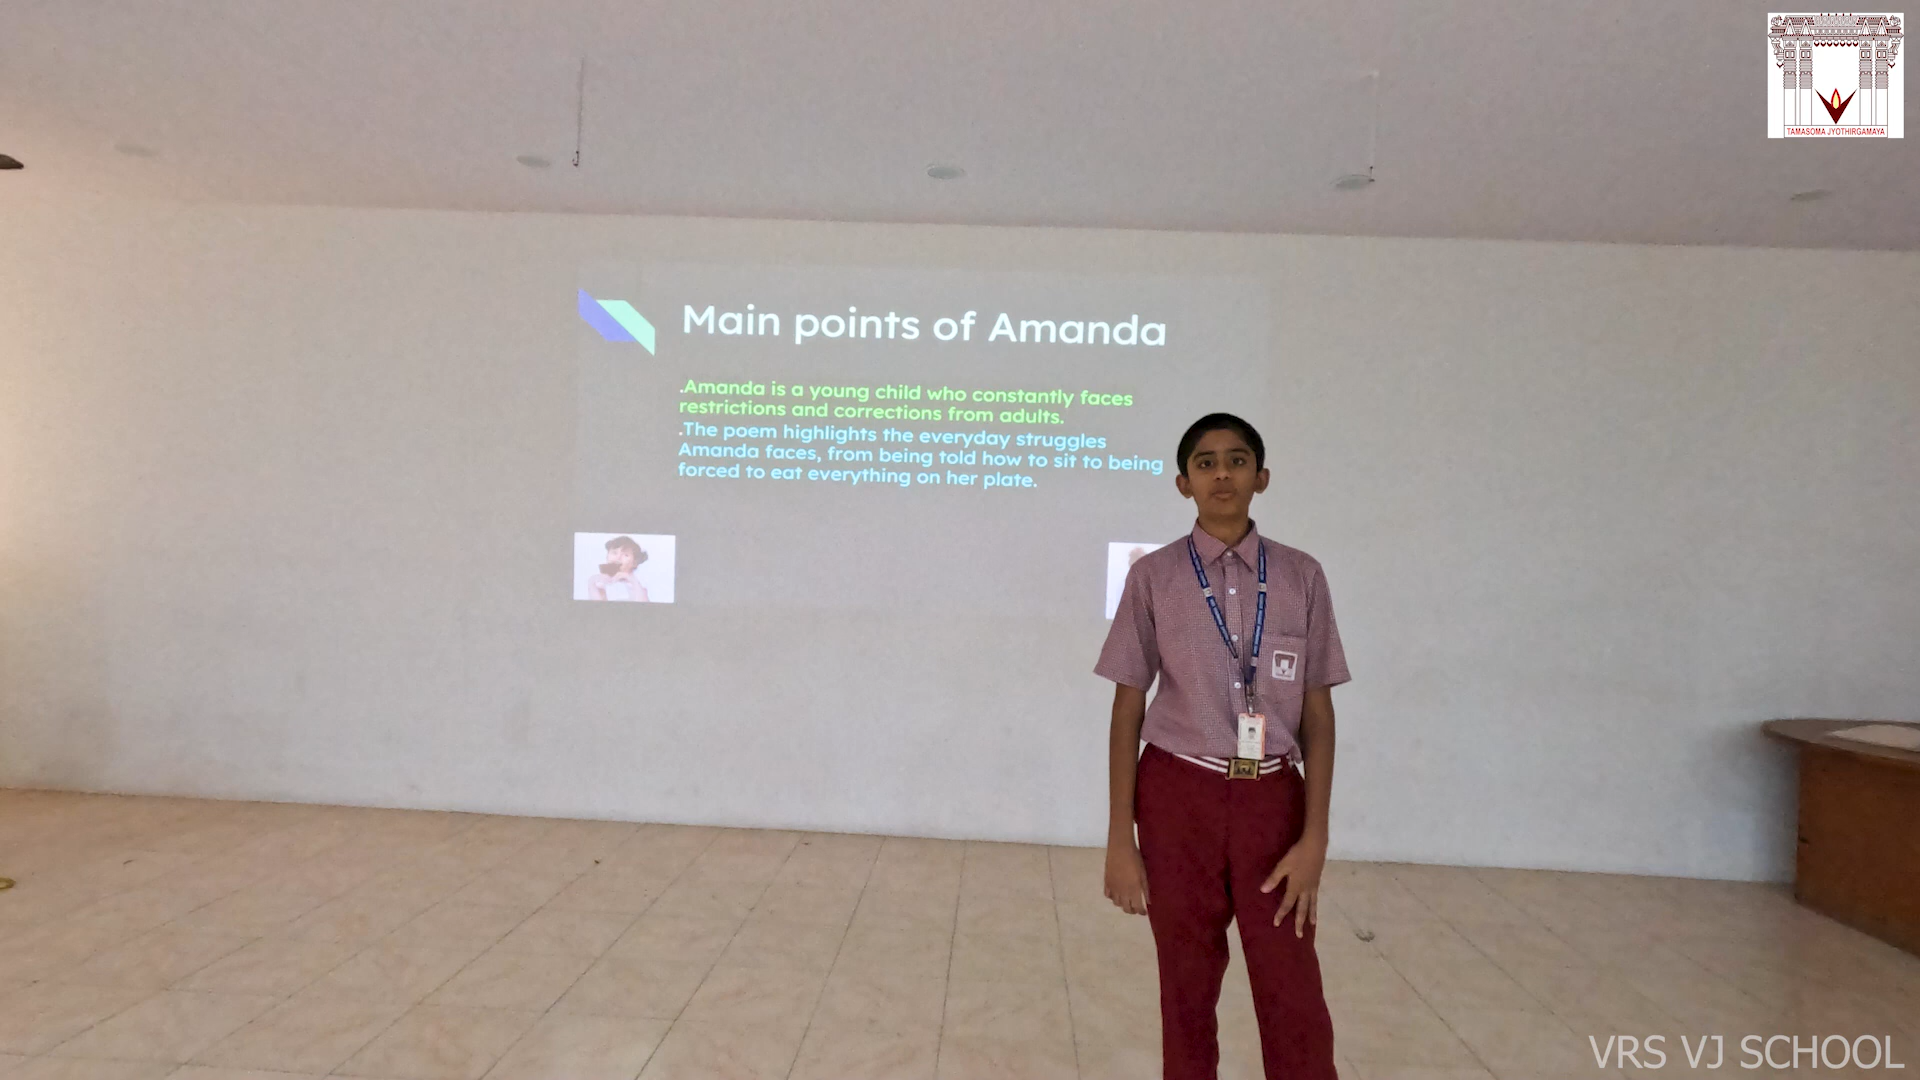 TAMASOMA JYOTHIRGAMAYA
Main points of Amanda
.Amanda is a young child who constantly faces
restrictions and corrections from adults.
.The poem highlights the everyday struggles
Amanda faces, from being told how to sit to being
forced to eat everything on her plate.
VRS VJ SCHOOL